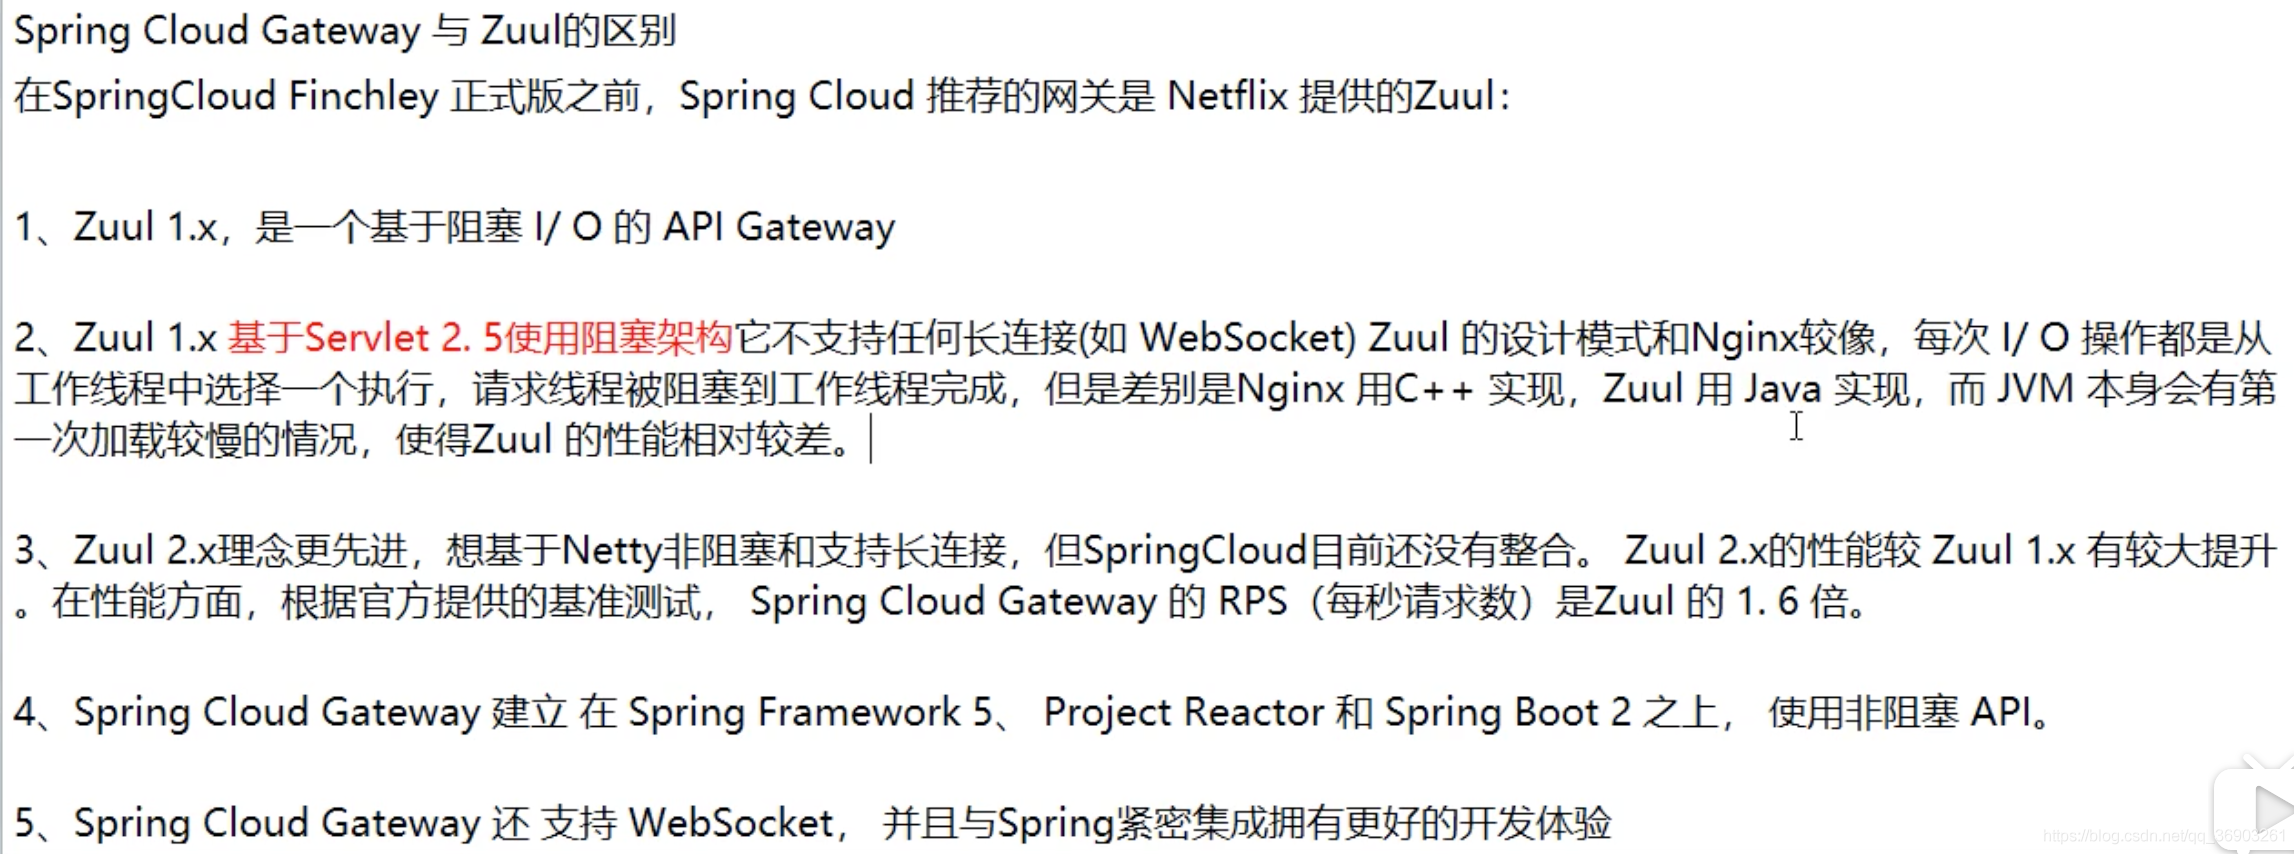 Spring Cloud Gateway 与 Zuul的区别
在SpringCloud Finchley 正式版之前，Spring Cloud 推荐的网关是 Netflix 提供的Zuul：
1、Zuul 1.x，是一个基于阻塞 I/ O 的 API Gateway
2、Zuul 1.x 基于Servlet 2. 5使用阻塞架构它不支持任何长连接(如 WebSocket) Zuul 的设计模式和Nginx较像，每次 I/ O 操作都是从
工作线程中选择一个执行，请求线程被阻塞到工作线程完成，但是差别是Nginx 用C++ 实现，Zuul 用 Java 实现，而 JVM 本身会有第
一次加载较慢的情况，使得Zuul 的性能相对较差。
3、Zuul 2.x理念更先进，想基于Netty非阻塞和支持长连接，但SpringCloud目前还没有整合。 Zuul 2.x的性能较 Zuul 1.x 有较大提升
。在性能方面，根据官方提供的基准测试， Spring Cloud Gateway 的 RPS（每秒请求数）是Zuul 的 1. 6 倍。
4、Spring Cloud Gateway 建立 在 Spring Framework 5、 Project Reactor 和 Spring Boot 2 之上， 使用非阻塞 API。
5、Spring Cloud Gateway 还 支持 WebSocket， 并且与Spring紧密集成拥有更好的开发体验
https://blog.csdn.net/qq_36903261